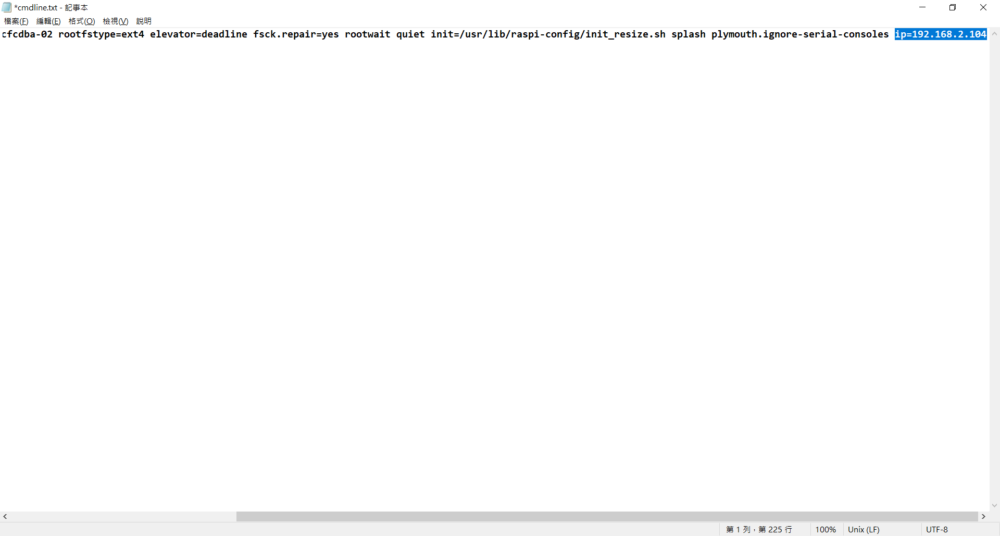 *cmdline.txt - 記事本
檔案(F) 編輯(E) 格式(O) 檢視(V) 說明
cfcdba-02 rootfstype=ext4 elevator=deadline fsck.repair=yes rootwait quiet init=/usr/lib/raspi-config/init_resize.sh splash plymouth.ignore-serial-consoles ip=192.168.2.104
第 1 列，第 225 行 100% Unix (LF) UTF-8